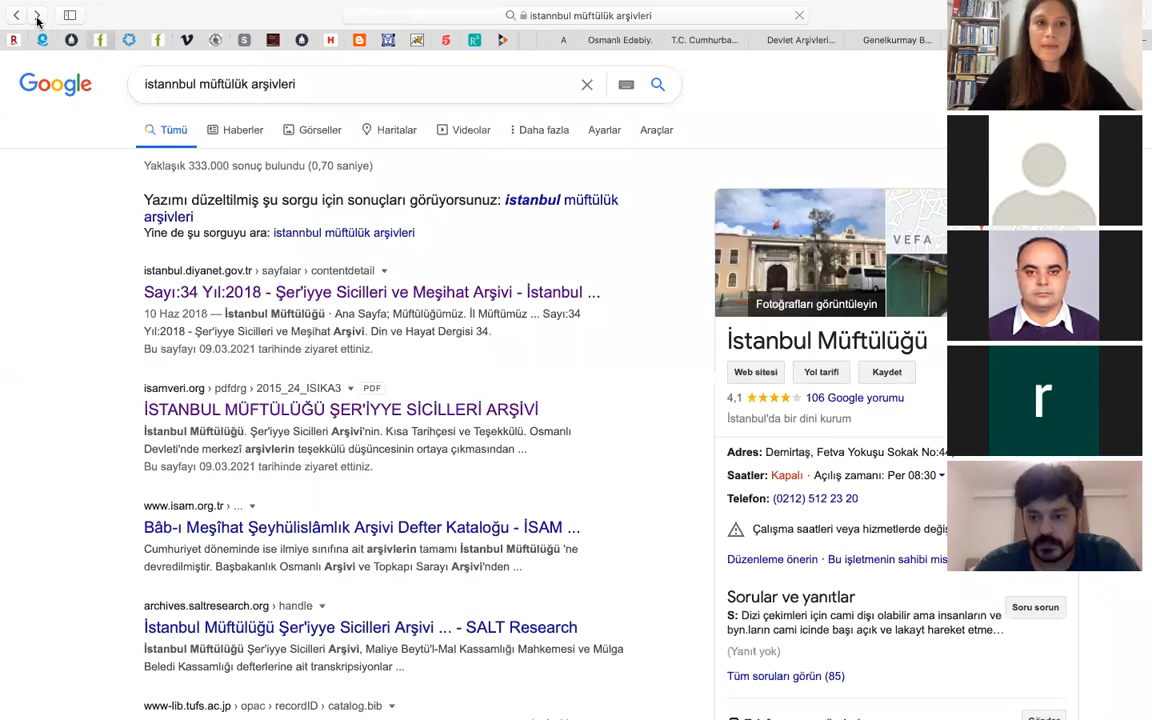 istannbul müftülük arşivleri
A
Osmanlı Edebiy.
T.C. Cumhurba...
Devlet Arşivleri...
Genelkurmay B...
Google
istannbul müftülük arşivleri
Tümü
Haberler
Görseller
Haritalar
Videolar
Daha fazla
Ayarlar
Araçlar
Yaklaşık 333.000 sonuç bulundu (0,70 saniye)
Yazımı düzeltilmiş şu sorgu için sonuçları görüyorsunuz: istanbul müftülük
arşivleri
Yine de şu sorguyu ara: istannbul müftülük arşivleri
istanbul.diyanet.gov.tr › sayfalar › contentdetail
Sayı:34 Yıl:2018 - Şer'iyye Sicilleri ve Meşihat Arşivi - İstanbul ...
10 Haz 2018 — İstanbul Müftülüğü · Ana Sayfa; Müftülüğümüz. İl Müftümüz ... Sayı:34
Yıl:2018 - Şer'iyye Sicilleri ve Meşihat Arşivi. Din ve Hayat Dergisi 34.
Bu sayfayı 09.03.2021 tarihinde ziyaret ettiniz.
isamveri.org › pdfdrg › 2015_24_ISIKA3 PDF
İSTANBUL MÜFTÜLÜĞÜ ŞER'İYYE SİCİLLERİ ARŞİVİ
İstanbul Müftülüğü. Şer'iyye Sicilleri Arşivi'nin. Kısa Tarihçesi ve Teşekkülü. Osmanlı
Devleti'nde merkezî arşivlerin teşekkülü düşüncesinin ortaya çıkmasından ...
Bu sayfayı 09.03.2021 tarihinde ziyaret ettiniz.
www.isam.org.tr › ...
Bâb-ı Meşîhat Şeyhülislâmlık Arşivi Defter Kataloğu - İSAM ...
Cumhuriyet döneminde ise ilmiye sınıfına ait arşivlerin tamamı İstanbul Müftülüğü 'ne
devredilmiştir. Başbakanlık Osmanlı Arşivi ve Topkapı Sarayı Arşivi'nden ...
archives.saltresearch.org › handle
İstanbul Müftülüğü Şer'iyye Sicilleri Arşivi ... - SALT Research
İstanbul Müftülüğü Şer'iyye Sicilleri Arşivi, Maliye Beytü'l-Mal Kassamlığı Mahkemesi ve Mülga
Beledi Kassamlığı defterlerine ait transkripsiyonlar ...
www-lib.tufs.ac.jp › opac › recordID › catalog.bib
VEFA
Fotoğrafları görüntüleyin
İstanbul Müftülüğü
Web sitesi
Yol tarifi
Kaydet
4,1 106 Google yorumu
İstanbul'da bir dini kurum
Adres: Demirtaş, Fetva Yokuşu Sokak No:44
Saatler: Kapalı · Açılış zamanı: Per 08:30
Telefon: (0212) 512 23 20
Çalışma saatleri veya hizmetlerde değiş
Düzenleme önerin · Bu işletmenin sahibi mis
Sorular ve yanıtlar
Soru sorun
S: Dizi çekimleri için cami dışı olabilir ama insanların ve
byn.ların cami icinde başı açık ve lakayt hareket etme...
(Yanıt yok)
Tüm soruları görün (85)
r